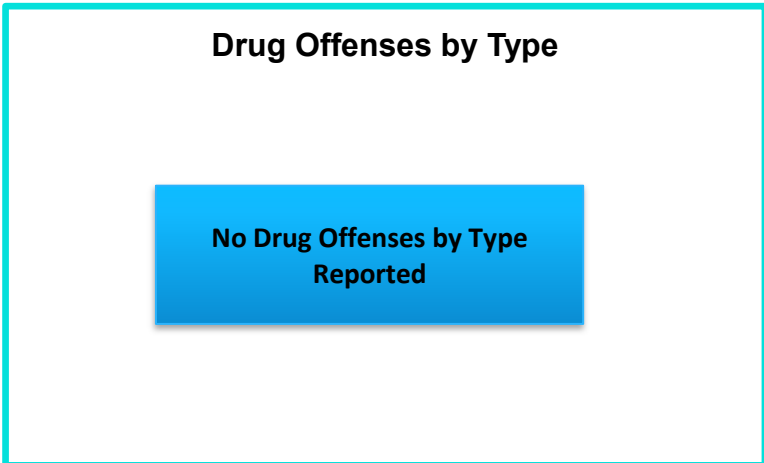 Drug Offenses by Type
No Drug Offenses by Type
Reported